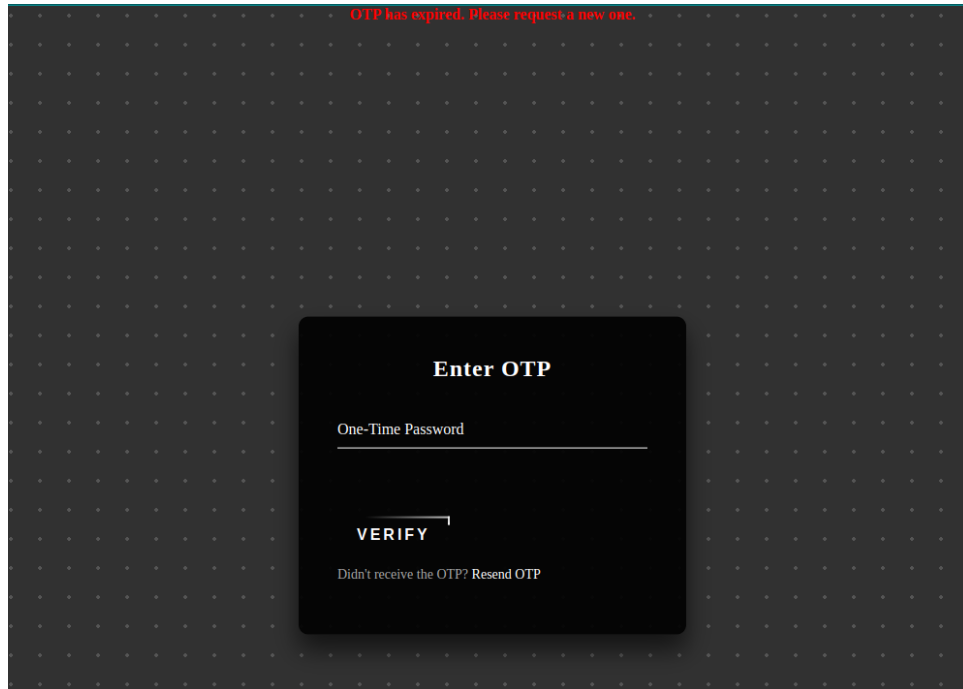 OTP has expired. Please request a new one.
Enter OTP
One-Time Password
VERIFY
Didn't receive the OTP? Resend OTP